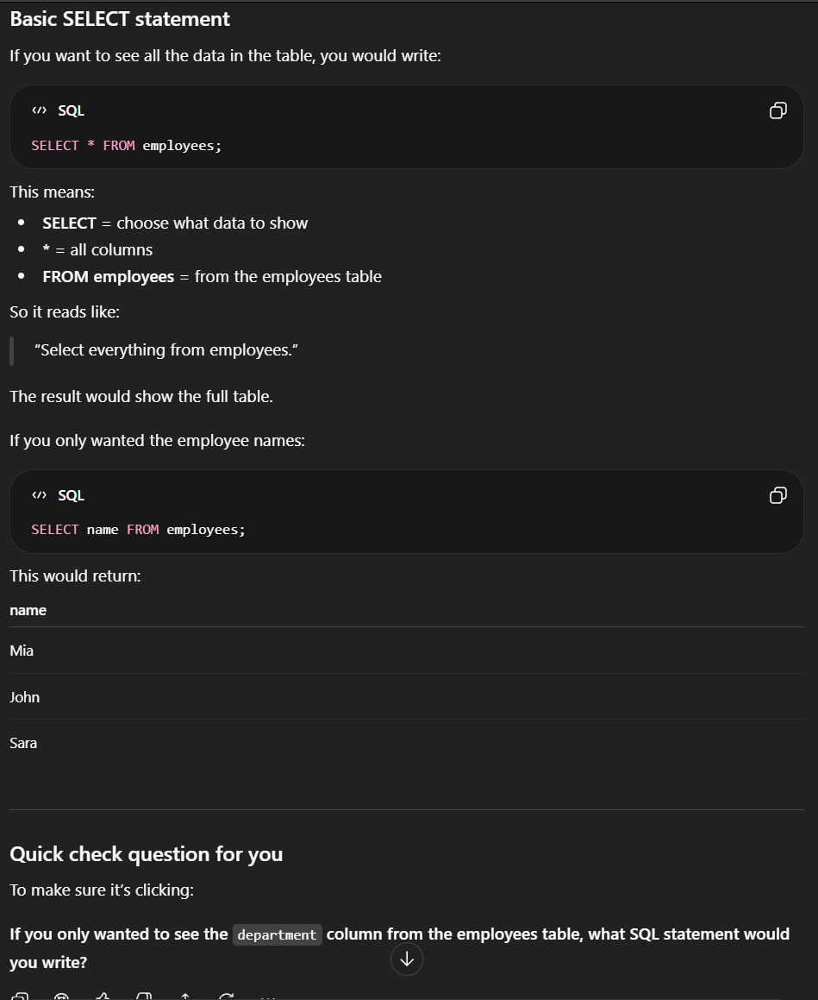 Basic SELECT statement
If you want to see all the data in the table, you would write:
SQL
SELECT * FROM employees;
This means:
• SELECT = choose what data to show
• * = all columns
• FROM employees = from the employees table
So it reads like:
“Select everything from employees.”
The result would show the full table.
If you only wanted the employee names:
SQL
SELECT name FROM employees;
This would return:
name
Mia
John
Sara
Quick check question for you
To make sure it’s clicking:
If you only wanted to see the department column from the employees table, what SQL statement would
you write?